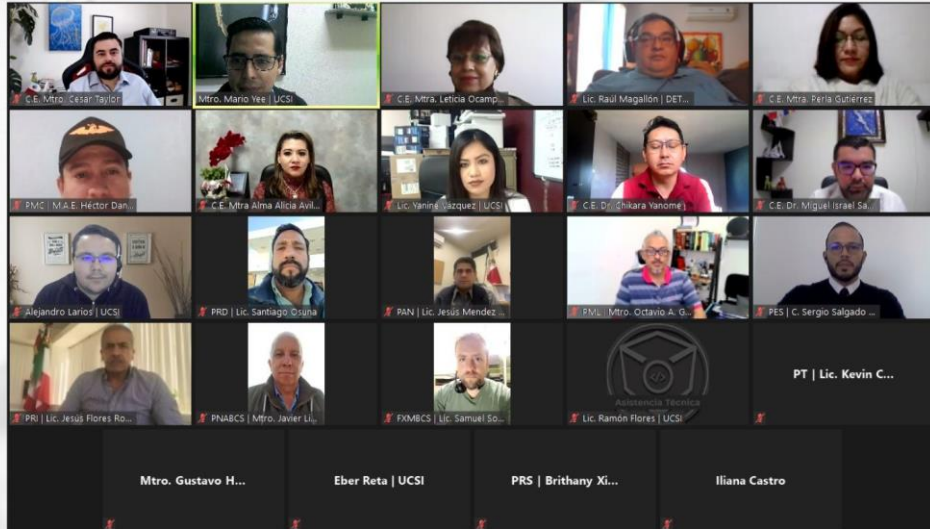 C.E. Mtro. Cesar Taylor
Mtro. Mario Yee | UCSI
C.E. Mtra. Leticia Ocamp...
Lic. Raúl Magallón | DET...
C.E. Mtra. Perla Gutiérrez
PMC | M.A.E. Héctor Dan...
C.E. Mtra Alma Alicia Avil...
Lic. Yanine Vázquez | UCSI
C.E. Dr. Chikara Yanome
C.E. Dr. Miguel Israel Sa...
Alejandro Larios | UCSI
PRD | Lic. Santiago Osuna
PAN | Lic. Jesús Mendez ...
PML | Mtro. Octavio A. G...
PES | C. Sergio Salgado ...
PRI | Lic. Jesús Flores Ro...
PNABCS | Mtro. Javier Li...
FXMBCS | Lic. Samuel So...
Asistencia Técnica
Lic. Ramón Flores | UCSI
PT | Lic. Kevin C...
Mtro. Gustavo H...
Eber Reta | UCSI
PRS | Brithany Xi...
Iliana Castro